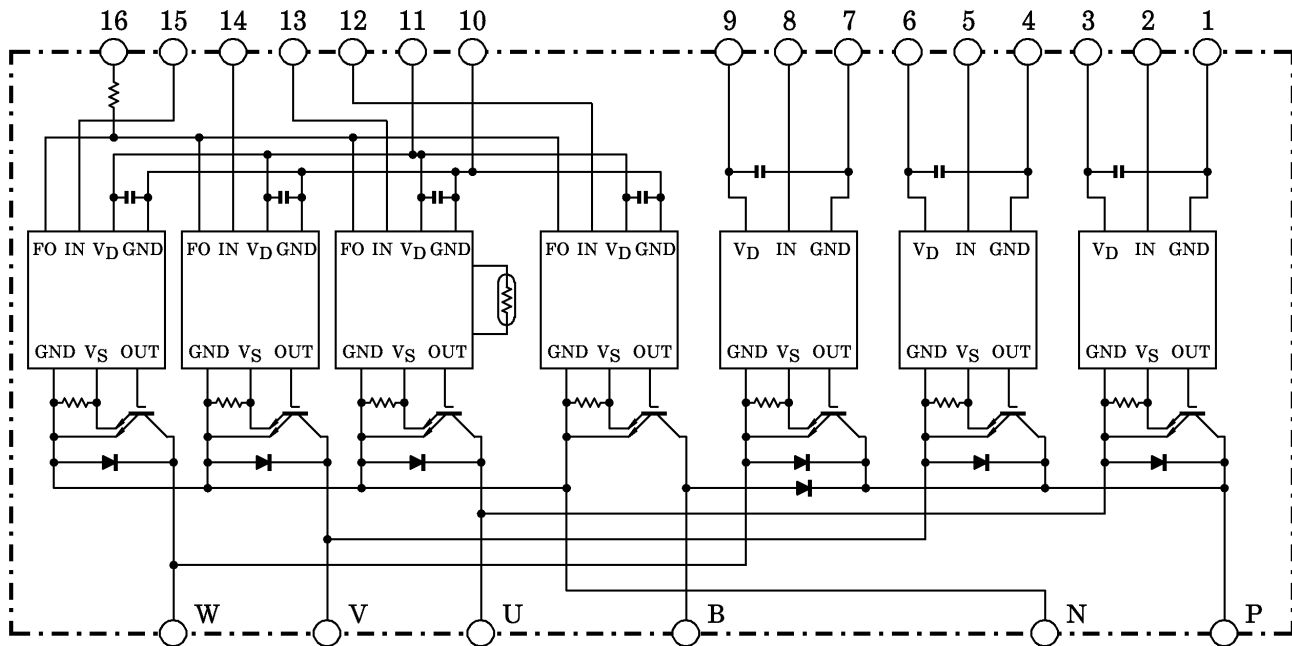 16 15 14 13 12 11 10 9 8 7 6 5 4 3 2 1
FO IN VD GND FO IN VD GND FO IN VD GND FO IN VD GND VD IN GND VD IN GND VD IN GND
GND VS OUT GND VS OUT GND VS OUT GND VS OUT GND VS OUT GND VS OUT GND VS OUT
W V U B N P